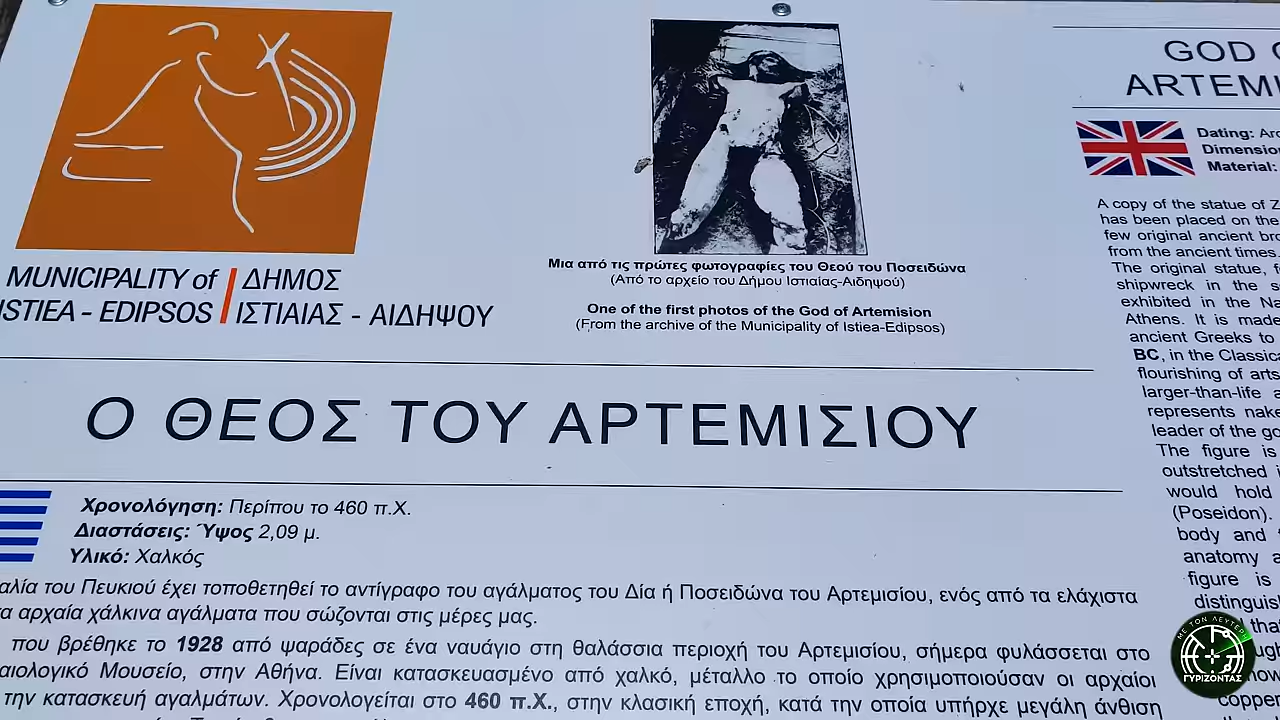 MUNICIPALITY of
ISTIEA - EDIPSOS
ΔΗΜΟΣ
ΙΣΤΙΑΙΑΣ - ΑΙΔΗΨΟΥ
Μια από τις πρώτες φωτογραφίες του Θεού του Ποσειδώνα
(Από το αρχείο του Δήμου Ιστιαίας-Αιδηψού)
One of the first photos of the God of Artemision
(From the archive of the Municipality of Istiea-Edipsos)
Ο ΘΕΟΣ ΤΟΥ ΑΡΤΕΜΙΣΙΟΥ
Χρονολόγηση: Περίπου το 460 π.Χ.
Διαστάσεις: Ύψος 2,09 μ.
Υλικό: Χαλκός
του Πευκιού έχει τοποθετηθεί το αντίγραφο του αγάλματος του Δία ή Ποσειδώνα του Αρτεμισίου, ενός από τα ελάχιστα
αρχαία χάλκινα αγάλματα που σώζονται στις μέρες μας.
που βρέθηκε το 1928 από ψαράδες σε ένα ναυάγιο στη θαλάσσια περιοχή του Αρτεμισίου, σήμερα φυλάσσεται στο
Μουσείο, στην Αθήνα. Είναι κατασκευασμένο από χαλκό, μέταλλο το οποίο χρησιμοποιούσαν οι αρχαίοι
την κατασκευή αγαλμάτων. Χρονολογείται στο 460 π.Χ., στην κλασική εποχή, κατά την οποία υπήρχε μεγάλη άνθιση
GOD
ARTEMI
Dating:
Dimension
Material:
A copy of the statue of
has been placed on the
few original ancient
from the ancient times.
The original statue,
shipwreck in the
exhibited in the
Athens. It is made
ancient Greeks to
BC, in the Classica
flourishing of arts
larger-than-life
represents
leader of the
The figure is
outstretched
would hold
(Poseidon).
body and
anatomy
figure is
distinguis
that
copper
ΜΕ ΤΟΝ ΛΕΥΤΕΡΗ
ΓΥΡΙΖΟΝΤΑΣ